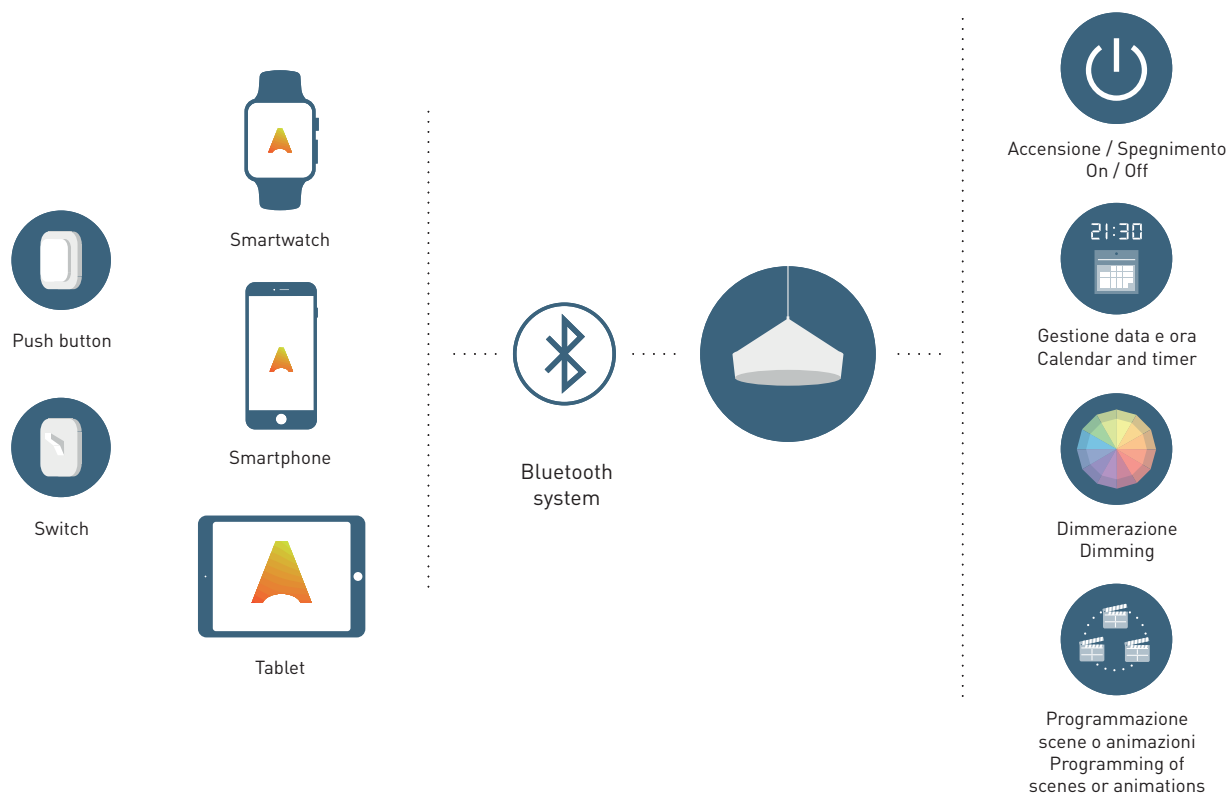 Push button
Switch
Smartwatch
Smartphone
Tablet
Bluetooth
system
Accensione / Spegnimento
On / Off
21:30
Gestione data e ora
Calendar and timer
Dimmerazione
Dimming
Programmazione
scene o animazioni
Programming of
scenes or animations